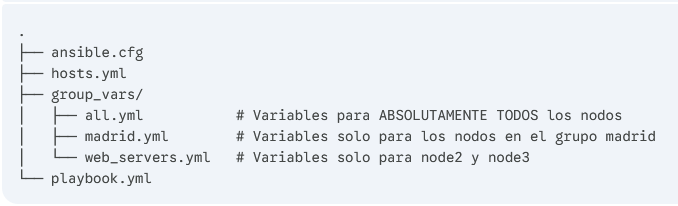 .
├── ansible.cfg
├── hosts.yml
├── group_vars/
│   ├── all.yml           # Variables para ABSOLUTAMENTE TODOS los nodos
│   ├── madrid.yml        # Variables solo para los nodos en el grupo madrid
│   └── web_servers.yml   # Variables solo para node2 y node3
└── playbook.yml